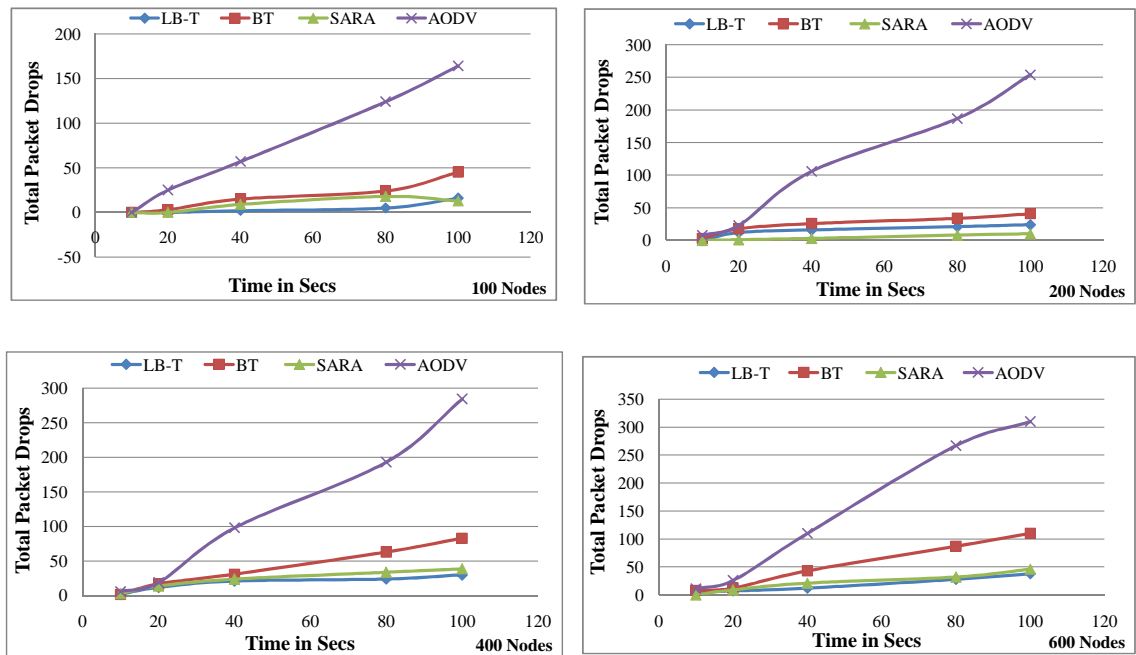 LB-T BT SARA AODV
200
150
100
50
0
-50
0 20 40 60 80 100 120
Total Packet Drops
Time in Secs
100 Nodes
LB-T BT SARA AODV
300
250
200
150
100
50
0
0 20 40 60 80 100 120
Total Packet Drops
Time in Secs
200 Nodes
LB-T BT SARA AODV
300
250
200
150
100
50
0
0 20 40 60 80 100 120
Total Packet Drops
Time in Secs
400 Nodes
LB-T BT SARA AODV
350
300
250
200
150
100
50
0
0 20 40 60 80 100 120
Total Packet Drops
Time in Secs
600 Nodes